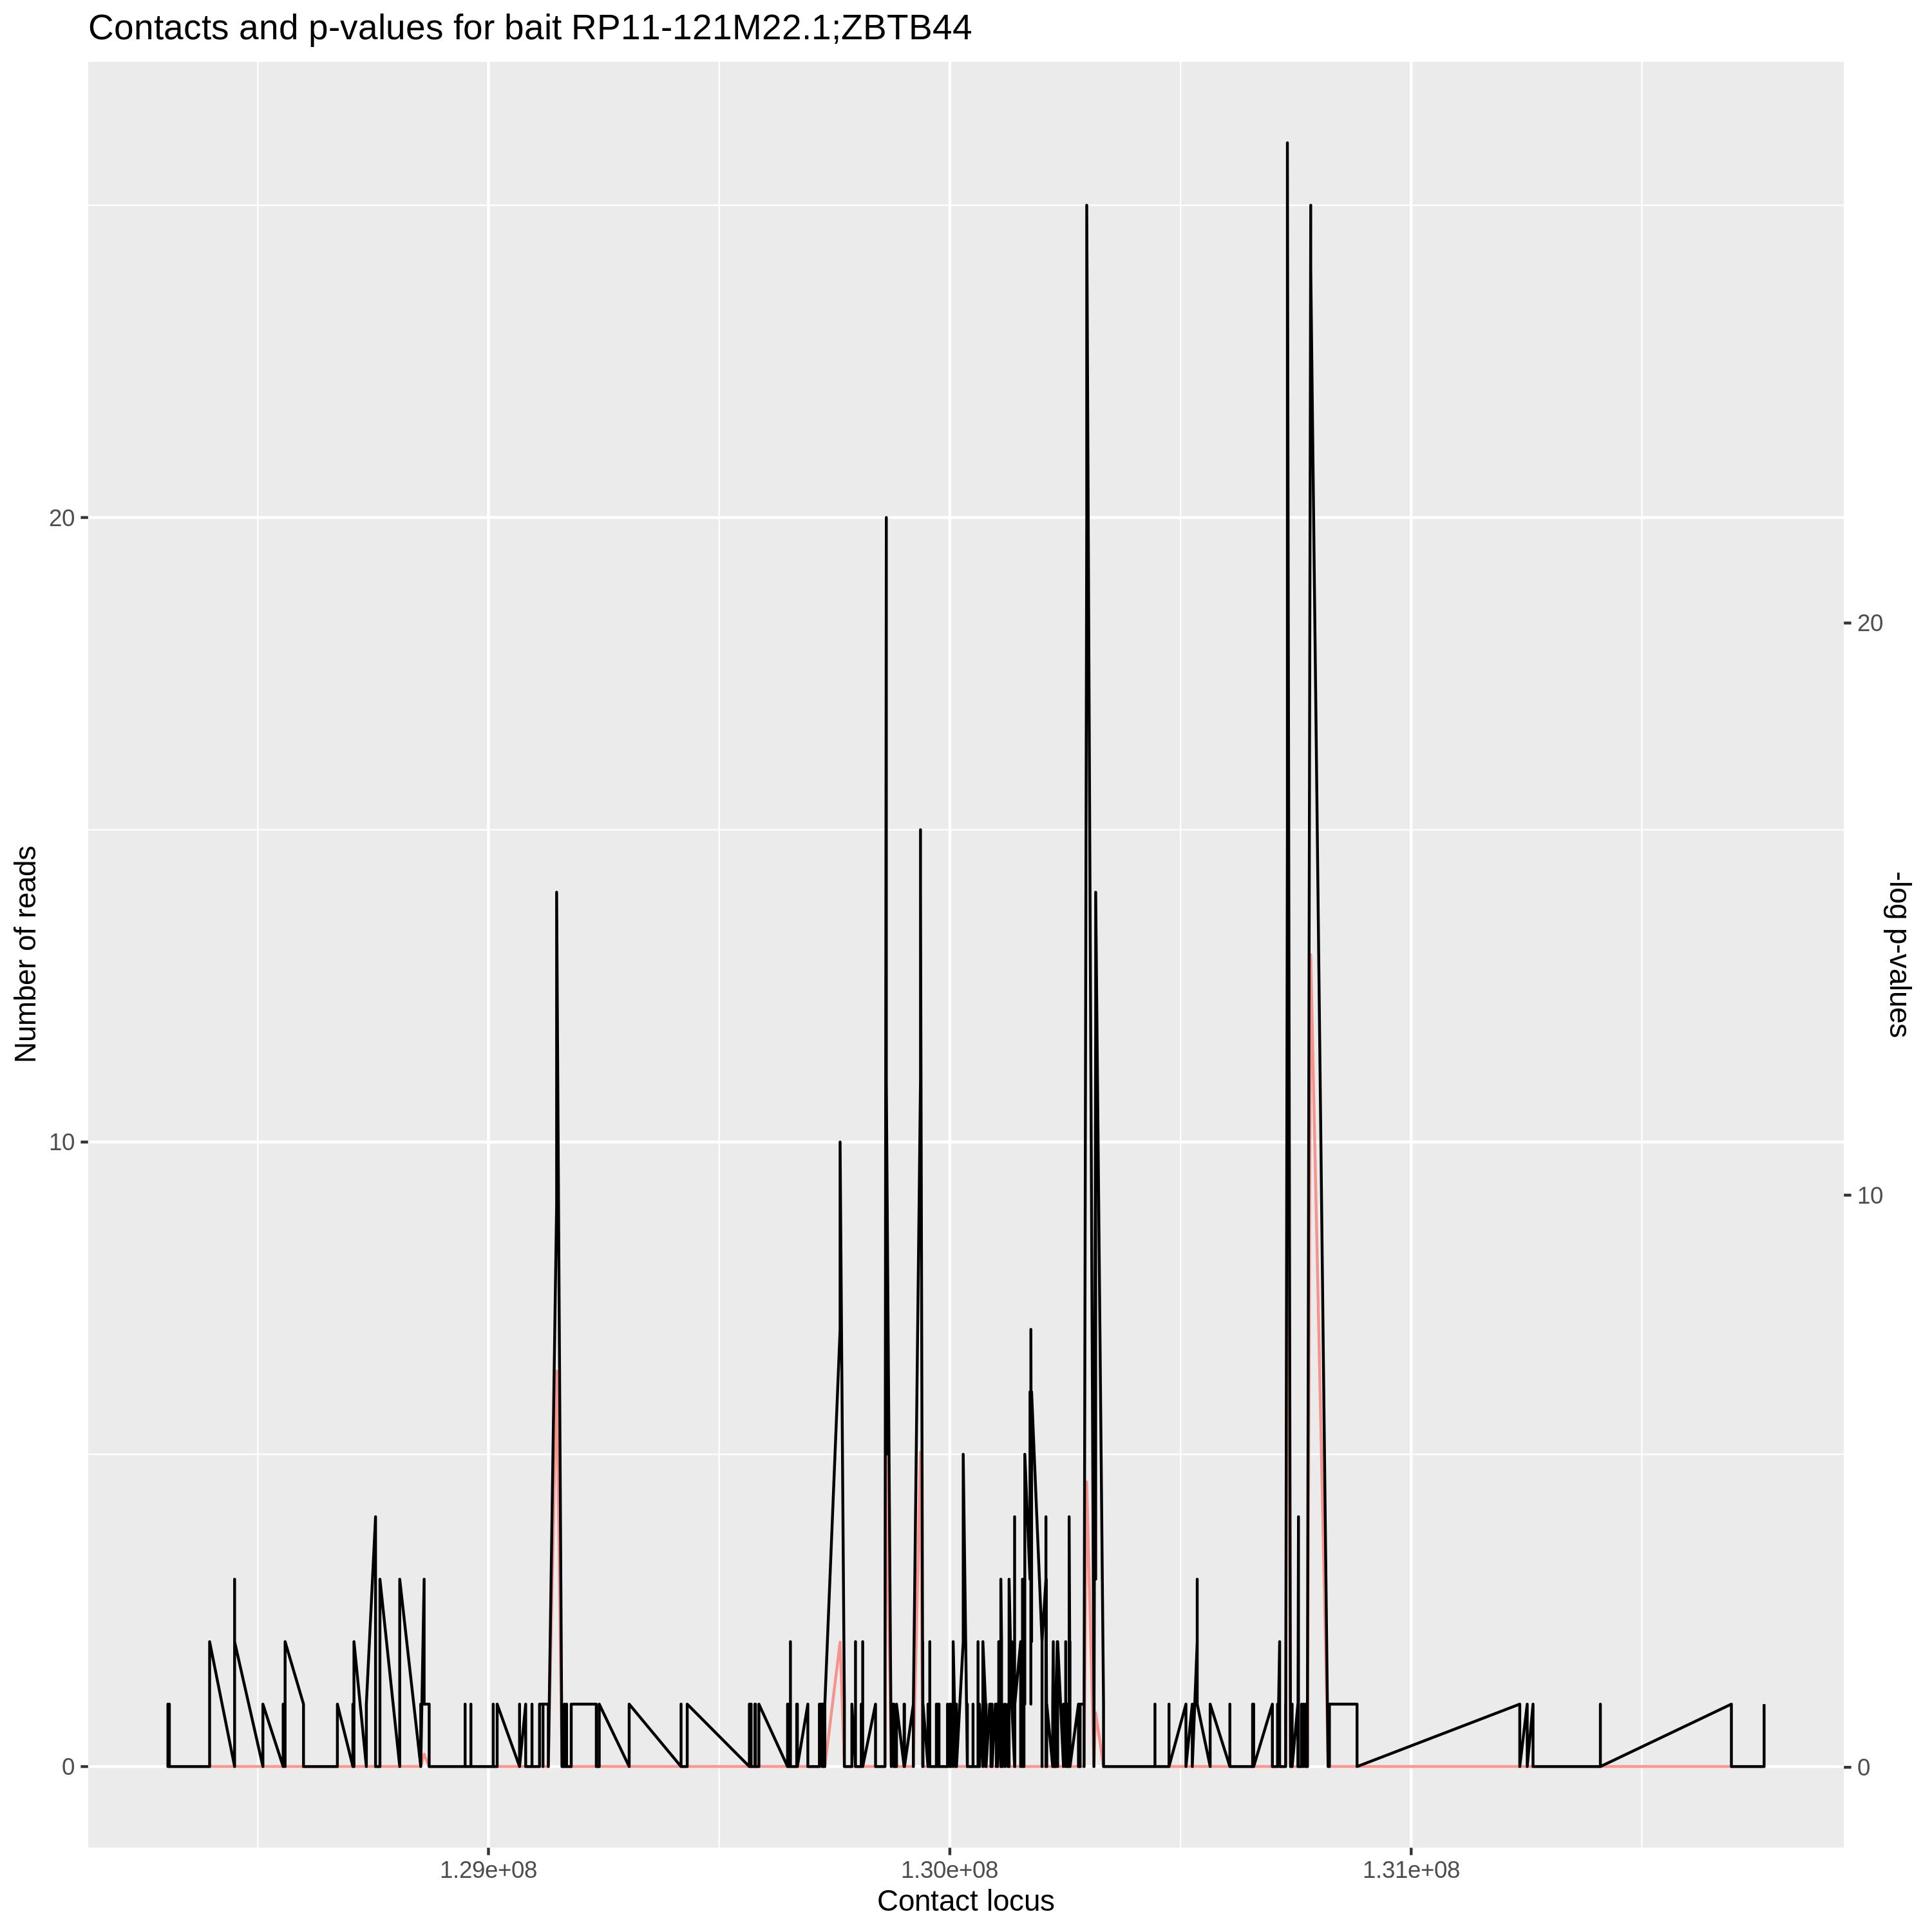 Contacts and p-values for bait RP11-121M22.1;ZBTB44
20
10
0
Number of reads
20
10
0
-log p-values
1.29e+08 1.30e+08 1.31e+08
Contact locus